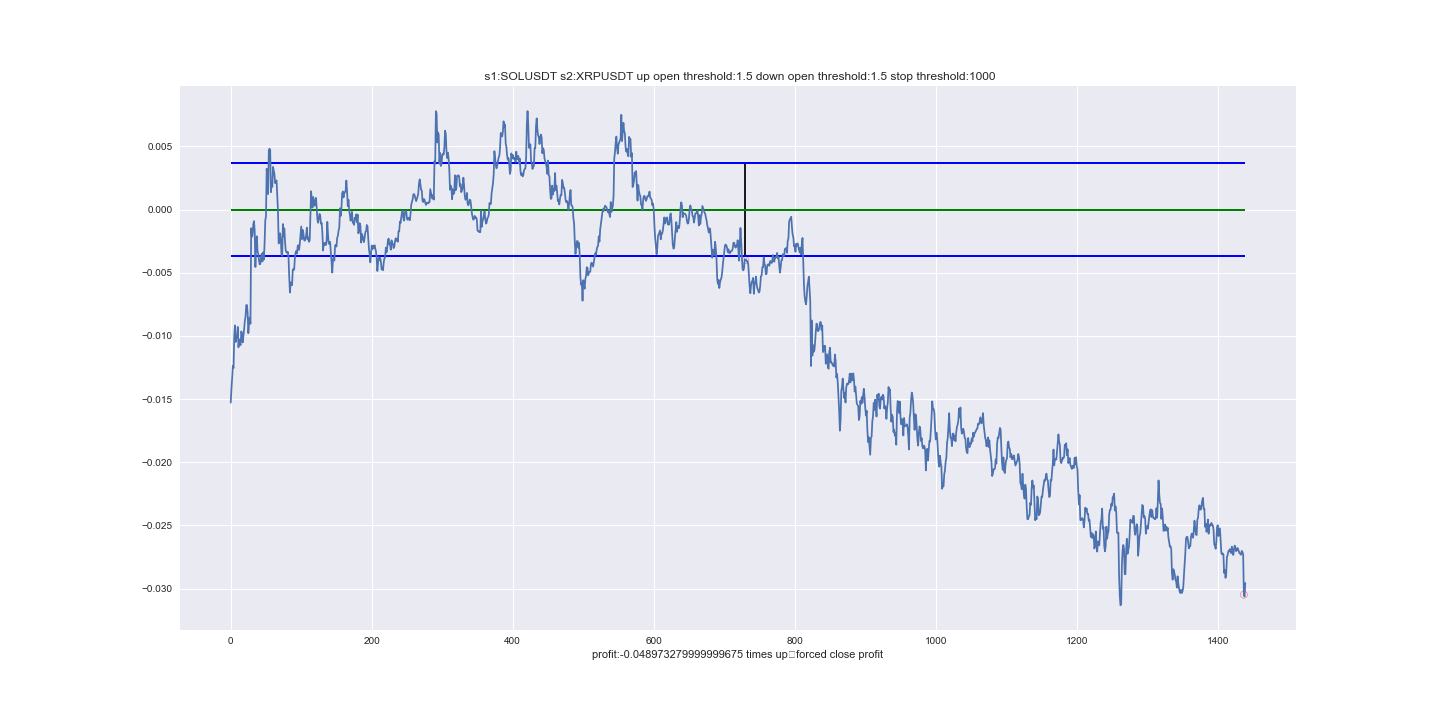 s1:SOLUSDT s2:XRPUSDT up open threshold:1.5 down open threshold:1.5 stop threshold:1000
0.005
0.000
−0.005
−0.010
−0.015
−0.020
−0.025
−0.030
0 200 400 600 800 1000 1200 1400
profit:-0.048973279999999675 times up□forced close profit